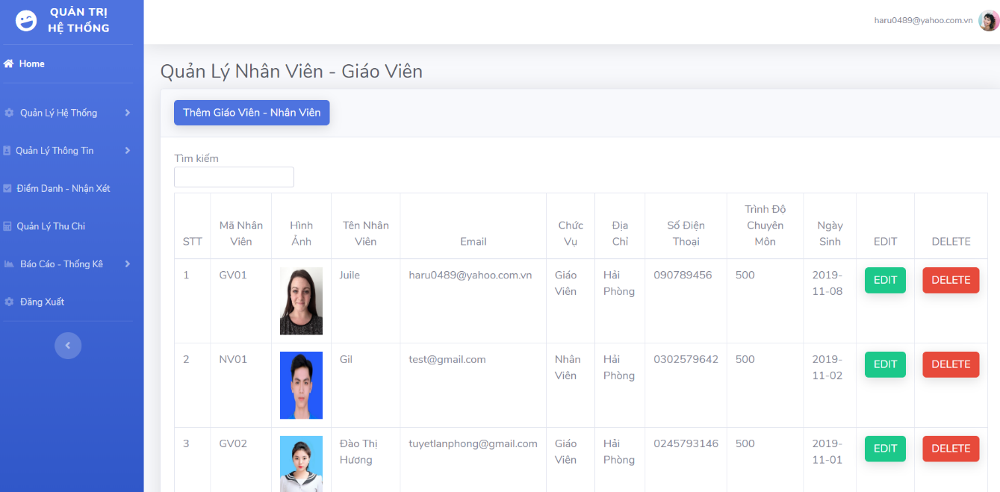 QUẢN TRỊ
HỆ THỐNG
haru0489@yahoo.com.vn
Home
Quản Lý Hệ Thống
Quản Lý Thông Tin
Điểm Danh - Nhận Xét
Quản Lý Thu Chi
Báo Cáo - Thống Kê
Đăng Xuất
Quản Lý Nhân Viên - Giáo Viên
Thêm Giáo Viên - Nhân Viên
Tìm kiếm
STT Mã Nhân Viên Hình Ảnh Tên Nhân Viên Email Chức Vụ Địa Chỉ Số Điện Thoại Trình Độ Chuyên Môn Ngày Sinh EDIT DELETE
1 GV01 Juile haru0489@yahoo.com.vn Giáo Viên Hải Phòng 090789456 500 2019-11-08 EDIT DELETE
2 NV01 Gil test@gmail.com Nhân Viên Hải Phòng 0302579642 500 2019-11-02 EDIT DELETE
3 GV02 Đào Thị Hương tuyetlanphong@gmail.com Giáo Viên Hải Phòng 0245793146 500 2019-11-01 EDIT DELETE